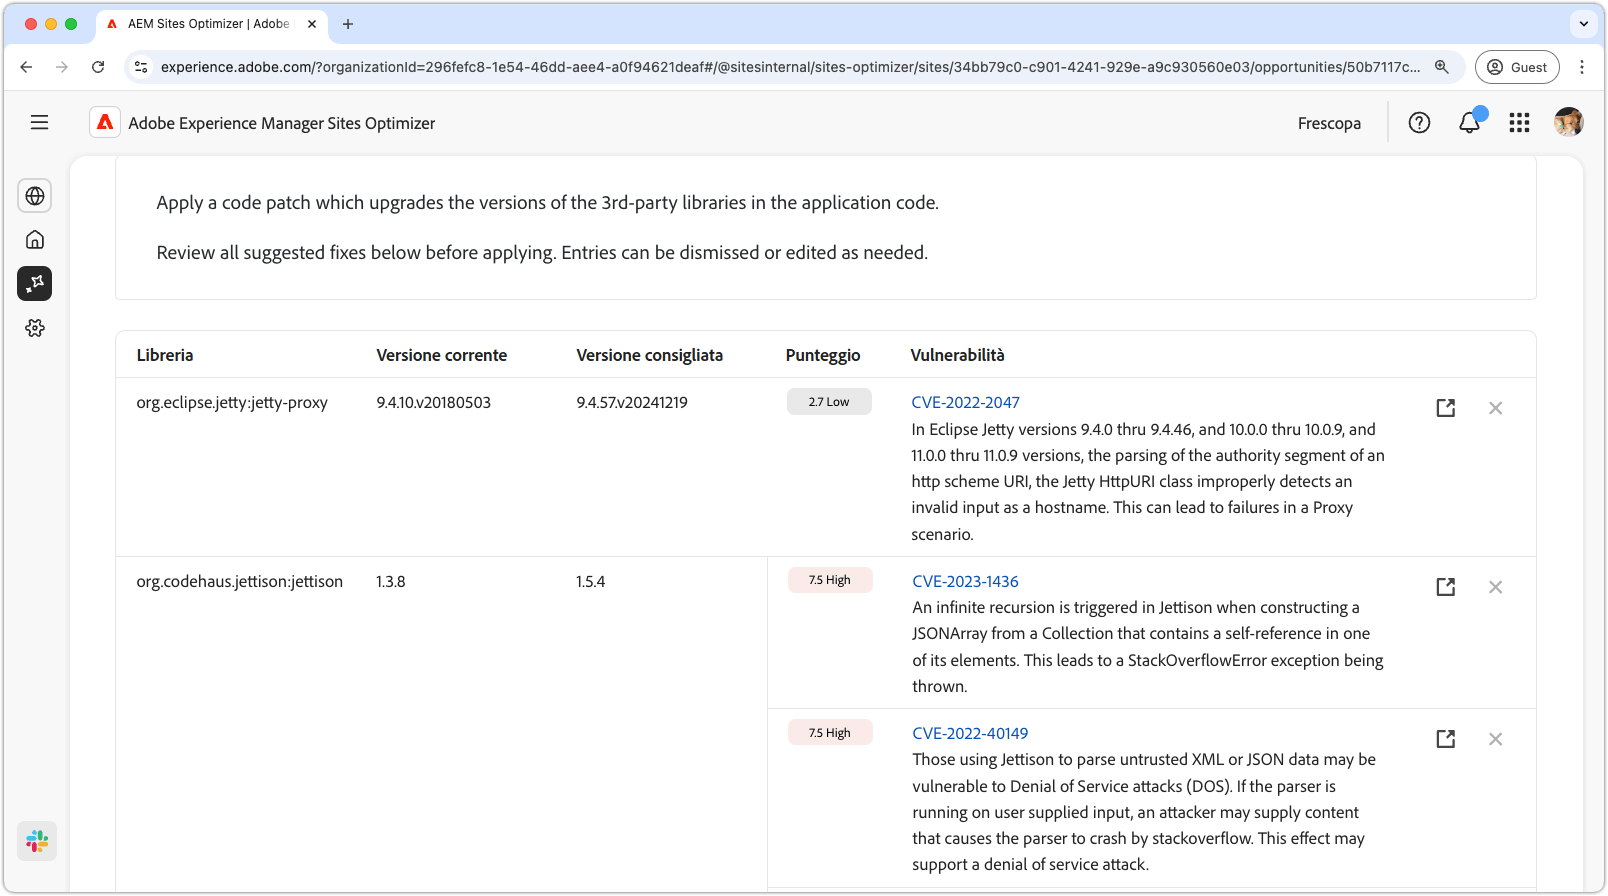 AEM Sites Optimizer | Adobe
experience.adobe.com/?organizationId=296fefc8-1e54-46dd-aee4-a0f94621deaf#/@sitesinternal/sites-optimizer/sites/34bb79c0-c901-4241-929e-a9c930560e03/opportunities/50b7117c...
Guest
Adobe Experience Manager Sites Optimizer
Frescopa
Apply a code patch which upgrades the versions of the 3rd-party libraries in the application code.
Review all suggested fixes below before applying. Entries can be dismissed or edited as needed.
Libreria Versione corrente Versione consigliata Punteggio Vulnerabilità
org.eclipse.jetty:jetty-proxy 9.4.10.v20180503 9.4.57.v20241219 2.7 Low CVE-2022-2047
In Eclipse Jetty versions 9.4.0 thru 9.4.46, and 10.0.0 thru 10.0.9, and
11.0.0 thru 11.0.9 versions, the parsing of the authority segment of an
http scheme URI, the Jetty HttpURI class improperly detects an
invalid input as a hostname. This can lead to failures in a Proxy
scenario.
org.codehaus.jettison:jettison 1.3.8 1.5.4 7.5 High CVE-2023-1436
An infinite recursion is triggered in Jettison when constructing a
JSONArray from a Collection that contains a self-reference in one
of its elements. This leads to a StackOverflowError exception being
thrown.
7.5 High CVE-2022-40149
Those using Jettison to parse untrusted XML or JSON data may be
vulnerable to Denial of Service attacks (DOS). If the parser is
running on user supplied input, an attacker may supply content
that causes the parser to crash by stackoverflow. This effect may
support a denial of service attack.